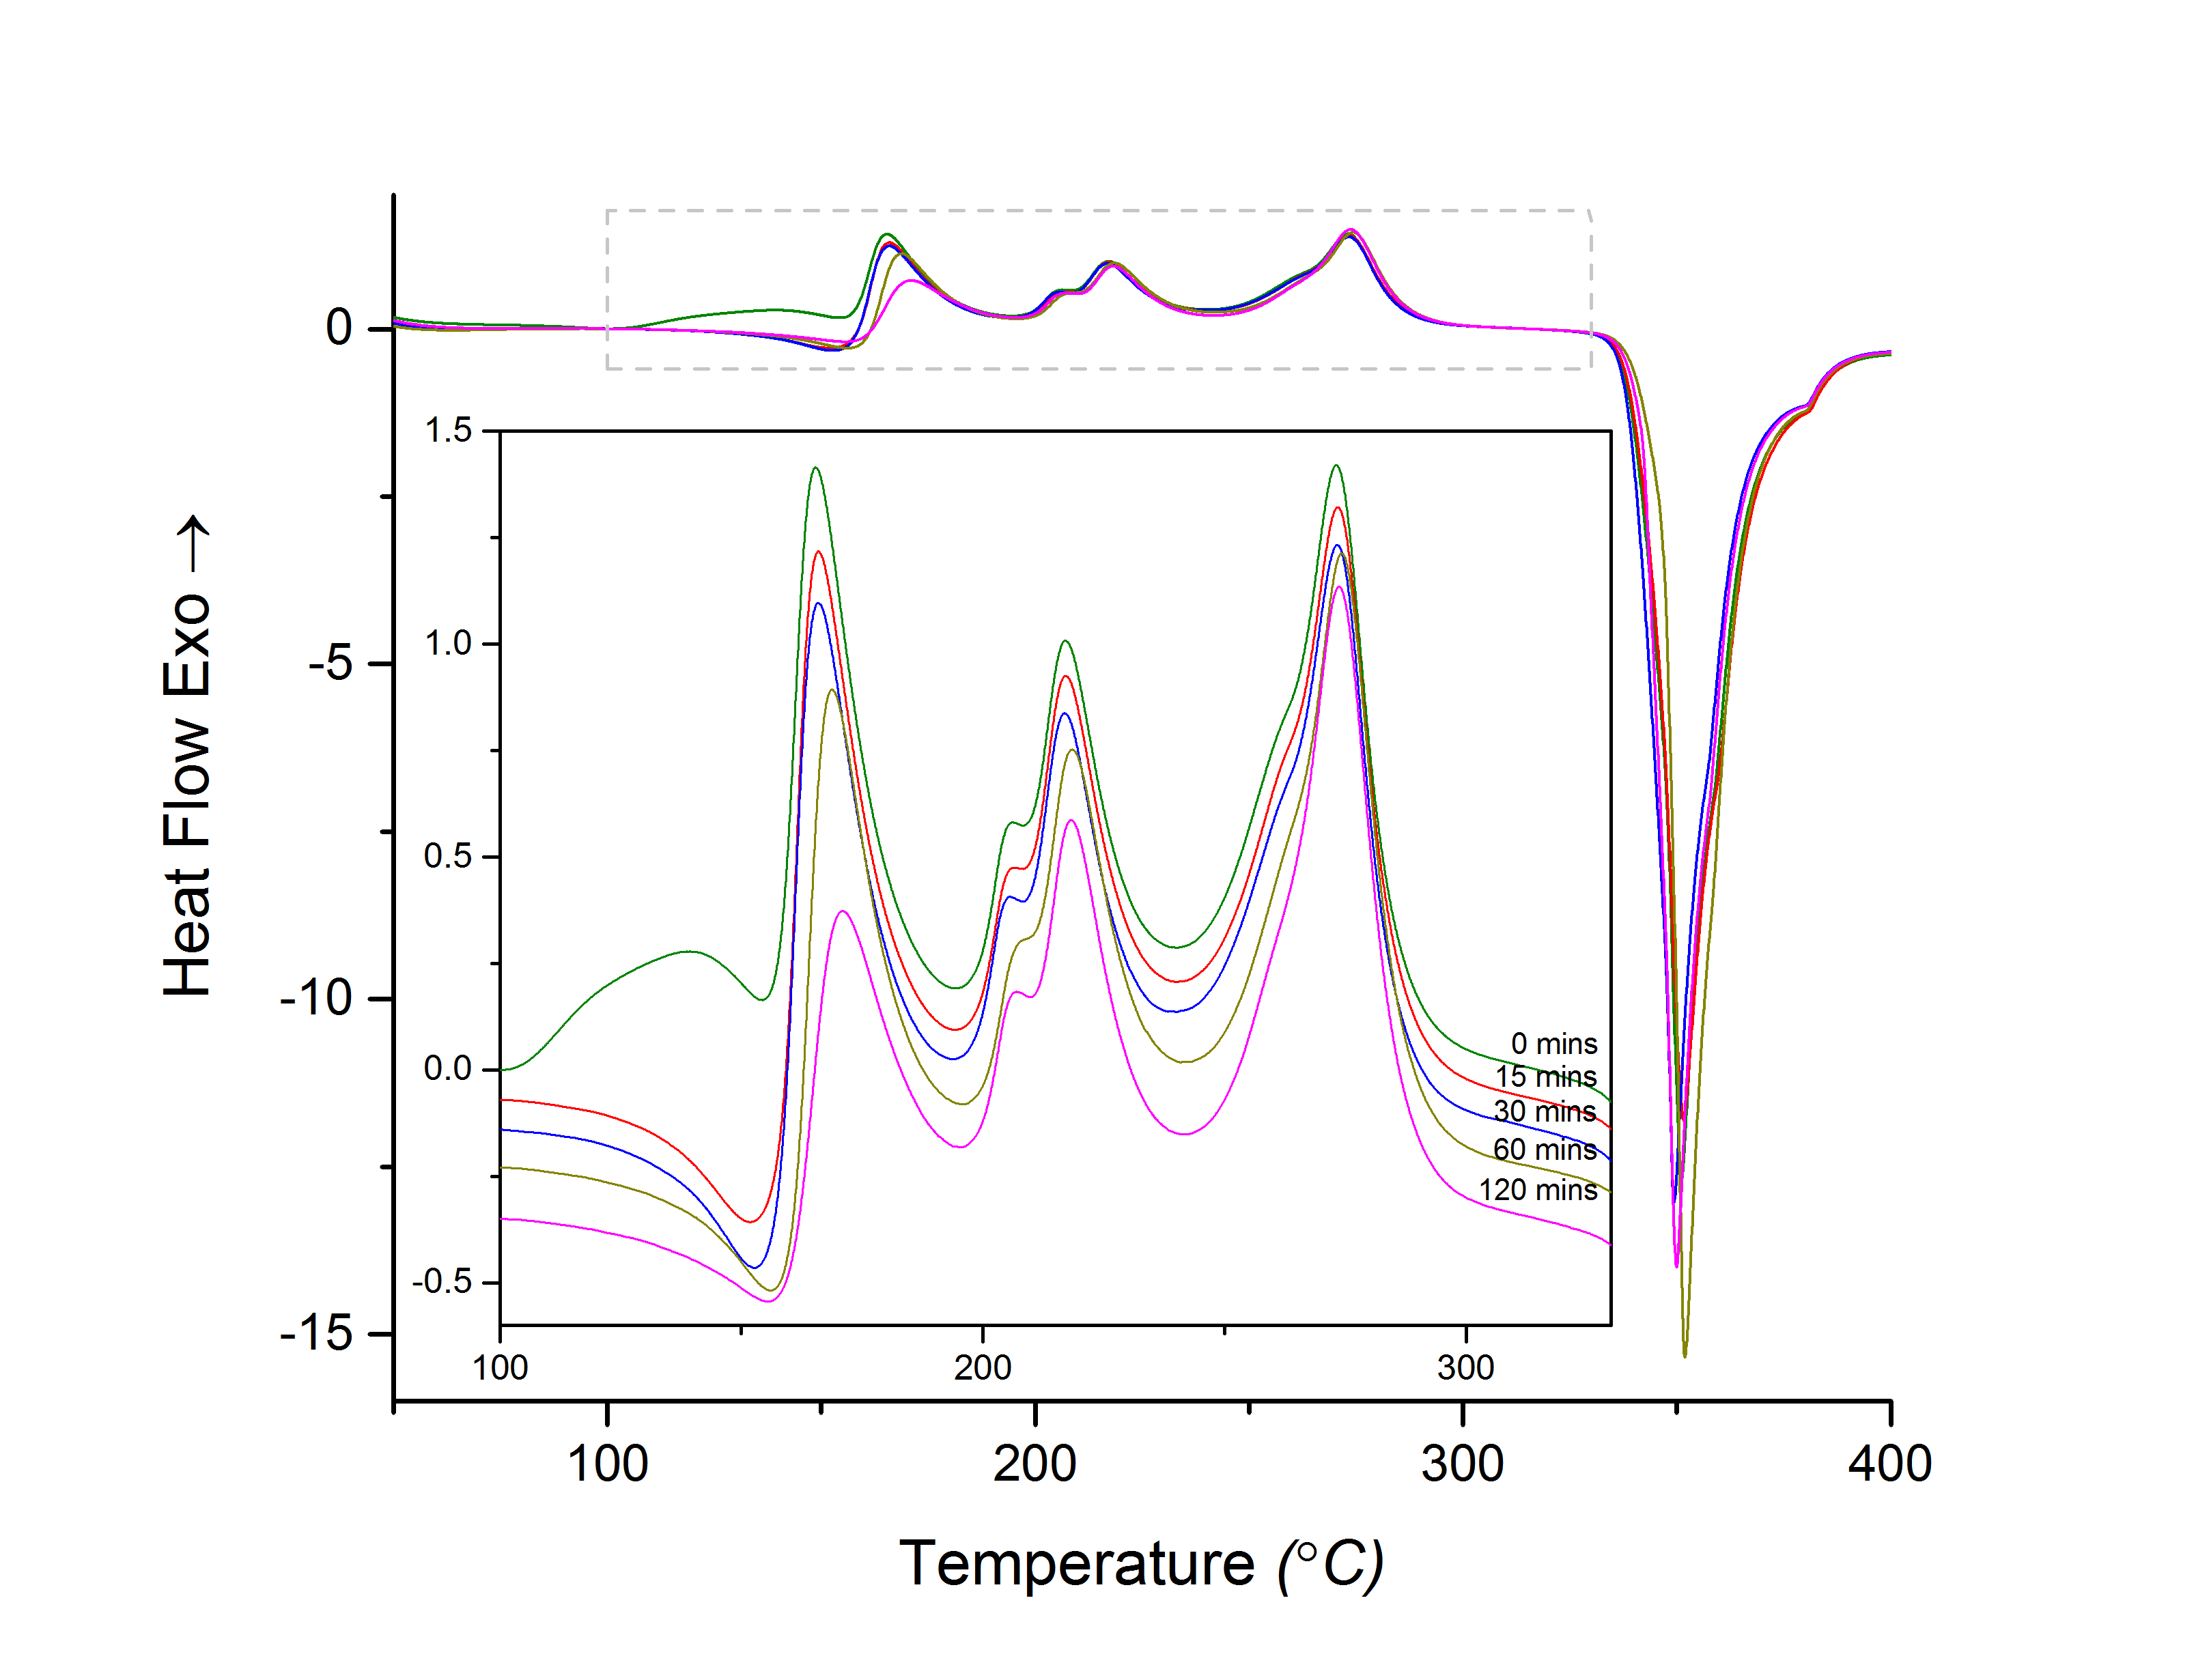 0
-5
-10
-15
Heat Flow Exo →
1.5
1.0
0.5
0.0
-0.5
0 mins
15 mins
30 mins
60 mins
120 mins
100 200 300
100 200 300 400
Temperature (°C)